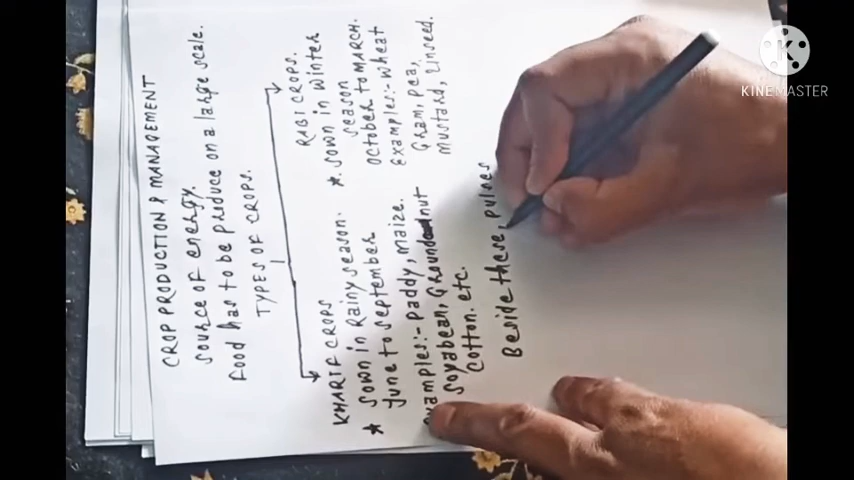 CROP PRODUCTION & MANAGEMENT
source of energy.
Food has to be produce on a large scale.
TYPES OF CROPS.
KHARIF CROPS
* sown in Rainy season.
June to september
examples:- Paddy, maize.
soyabean, Groundnut
cotton. etc.
RABI CROPS.
*. sown in winter
season
october to MARCH.
examples:- wheat
Gram, pea,
mustard, Linseed.
Beside these, pulses
KINEMASTER